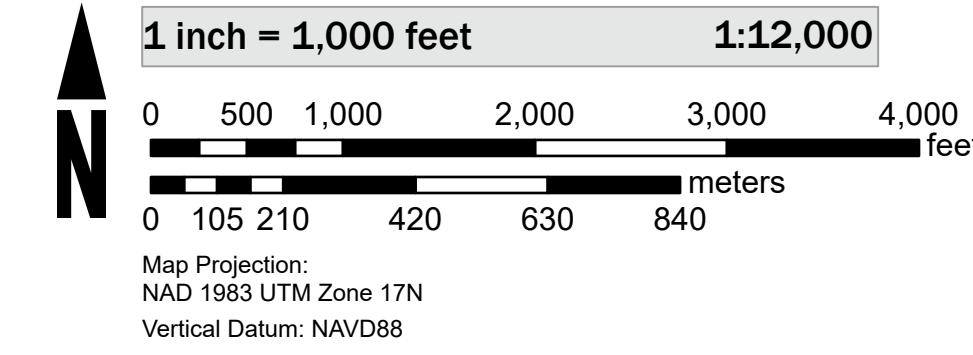 1 inch = 1,000 feet 1:12,000
0 500 1,000 2,000 3,000 4,000
feet
meters
0 105 210 420 630 840
N
Map Projection:
NAD 1983 UTM Zone 17N
Vertical Datum: NAVD88